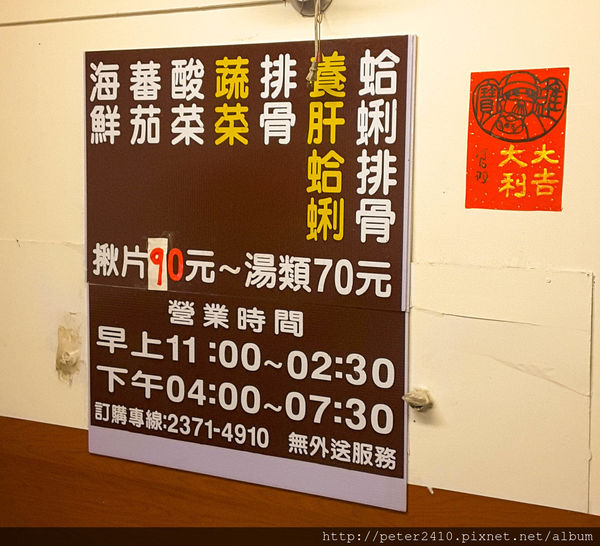 蛤蜊排骨
養肝蛤蜊
排骨
蔬菜
酸菜
蕃茄
海鮮
揪片90元～湯類70元
營業時間
早上11:00~02:30
下午04:00~07:30
訂購專線:2371-4910 無外送服務
大吉
大利
http://peter2410.pixnet.net/album